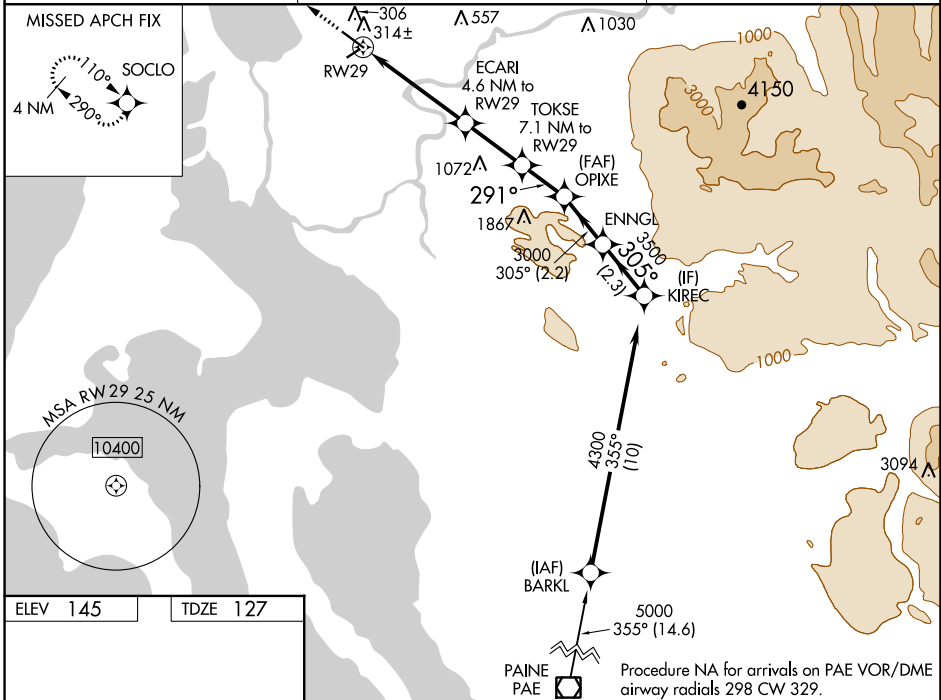 MISSED APCH FIX
110°
SOCLO
4 NM
290°
306
314±
557
1030
RW29
ECARI
4.6 NM to
RW29
TOKSE
7.1 NM to
RW29
1000
3000
4150
1072
291°
(FAF)
OPIXE
1867
ENNGL
3000
305° (2.2)
3500
305°
(2.3)
(IF)
KIREC
1000
MSA RW29 25 NM
10400
4300
355°
(10)
3094
(IAF)
BARKL
ELEV 145
TDZE 127
5000
355° (14.6)
PAINE
PAE
Procedure NA for arrivals on PAE VOR/DME
airway radials 298 CW 329.